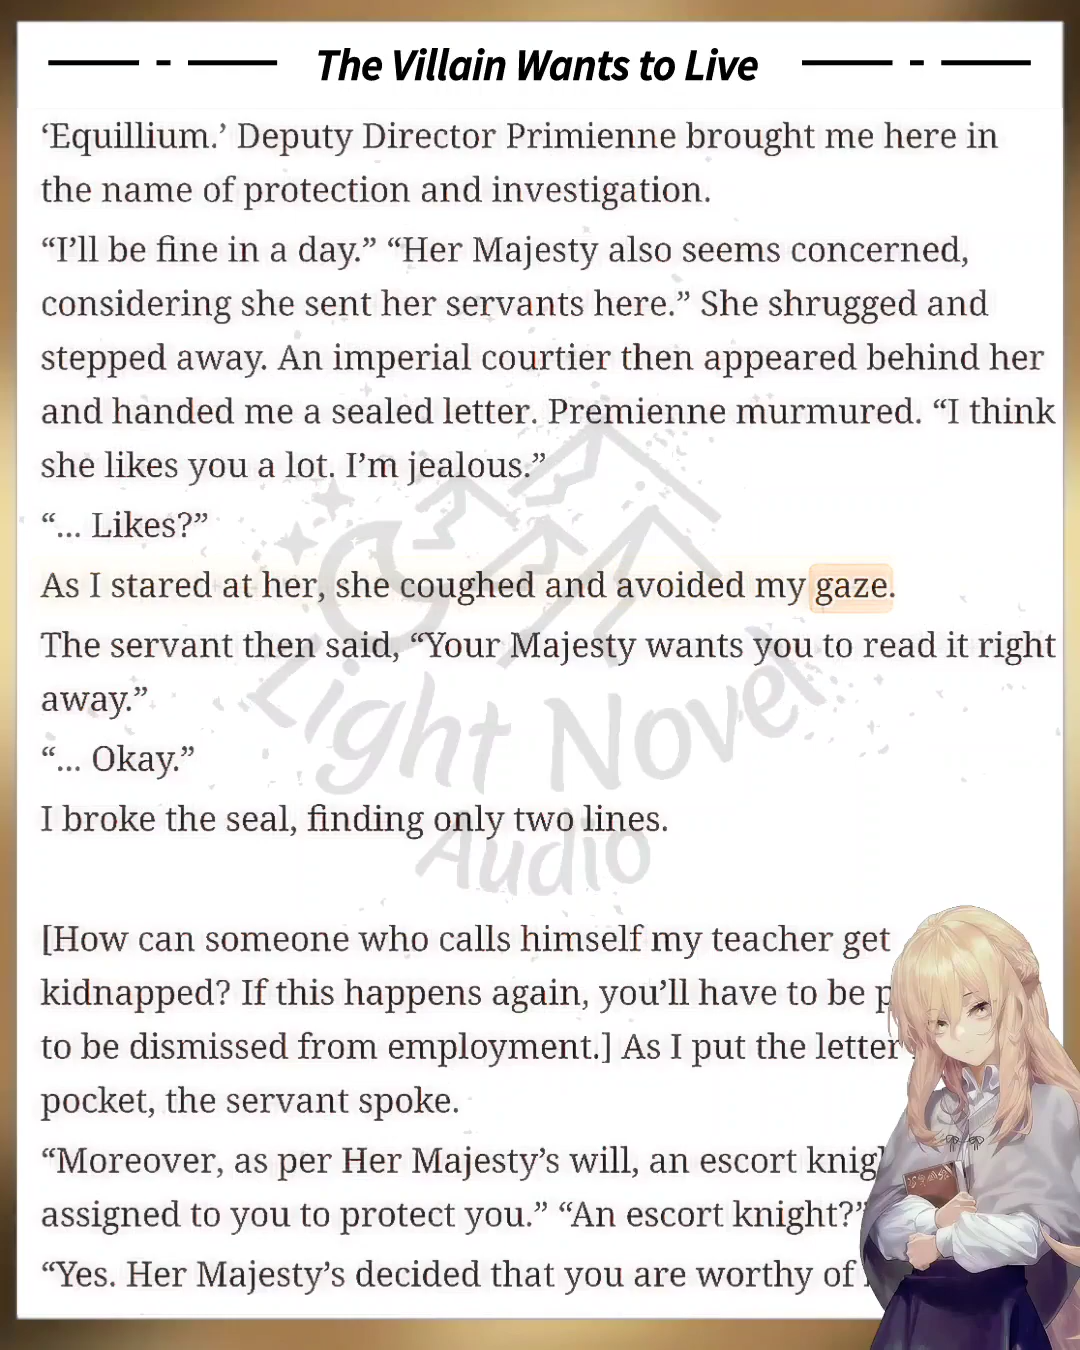 The Villain Wants to Live
‘Equillium.’ Deputy Director Primienne brought me here in
the name of protection and investigation.
“I’ll be fine in a day.” “Her Majesty also seems concerned,
considering she sent her servants here.” She shrugged and
stepped away. An imperial courtier then appeared behind her
and handed me a sealed letter. Premienne murmured. “I think
she likes you a lot. I’m jealous.”
“... Likes?”
As I stared at her, she coughed and avoided my gaze.
The servant then said, “Your Majesty wants you to read it right
away.”
“... Okay.”
I broke the seal, finding only two lines.
Light Novel
Audio
[How can someone who calls himself my teacher get
kidnapped? If this happens again, you’ll have to be
to be dismissed from employment.] As I put the letter
pocket, the servant spoke.
“Moreover, as per Her Majesty’s will, an escort
assigned to you to protect you.” “An escort knight?”
“Yes. Her Majesty’s decided that you are worthy of